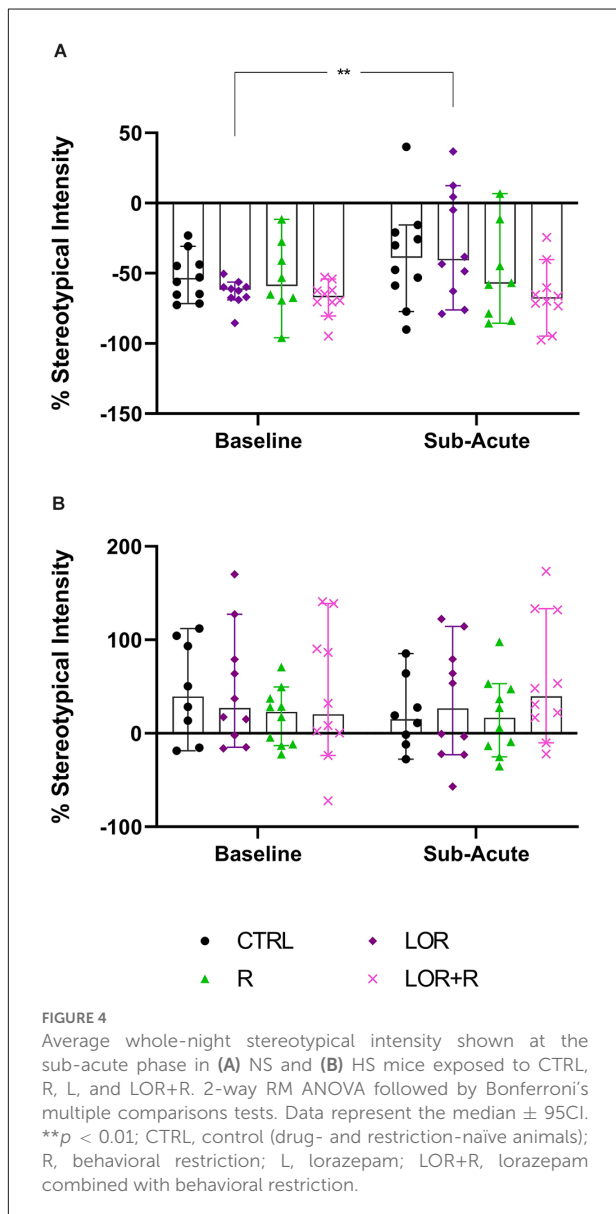 A
**
% Stereotypical Intensity
50
0
-50
-100
-150
Baseline
Sub-Acute
B
% Stereotypical Intensity
200
100
0
-100
Baseline
Sub-Acute
CTRL
LOR
R
LOR+R
FIGURE 4
Average whole-night stereotypical intensity shown at the
sub-acute phase in (A) NS and (B) HS mice exposed to CTRL,
R, L, and LOR+R. 2-way RM ANOVA followed by Bonferroni's
multiple comparisons tests. Data represent the median ± 95CI.
**p < 0.01; CTRL, control (drug- and restriction-naïve animals);
R, behavioral restriction; L, lorazepam; LOR+R, lorazepam
combined with behavioral restriction.